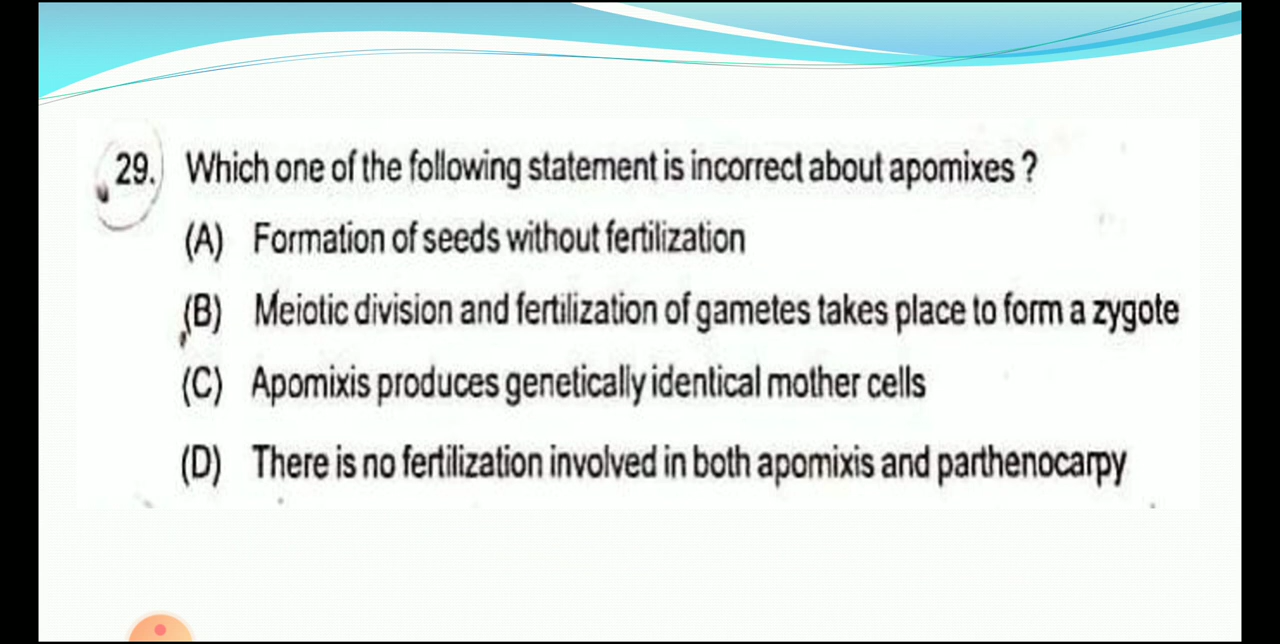 29. Which one of the following statement is incorrect about apomixes ?
(A) Formation of seeds without fertilization
(B) Meiotic division and fertilization of gametes takes place to form a zygote
(C) Apomixis produces genetically identical mother cells
(D) There is no fertilization involved in both apomixis and parthenocarpy